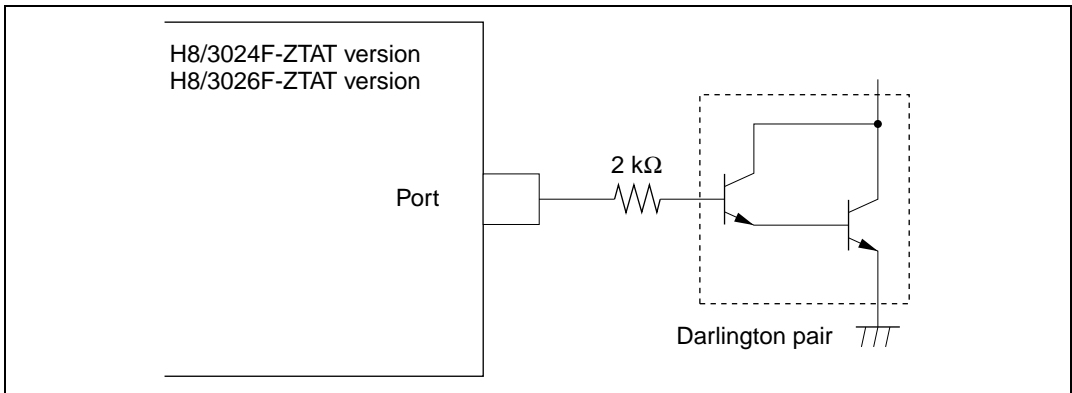 H8/3024F-ZTAT version
H8/3026F-ZTAT version
2 kΩ
Port
Darlington pair